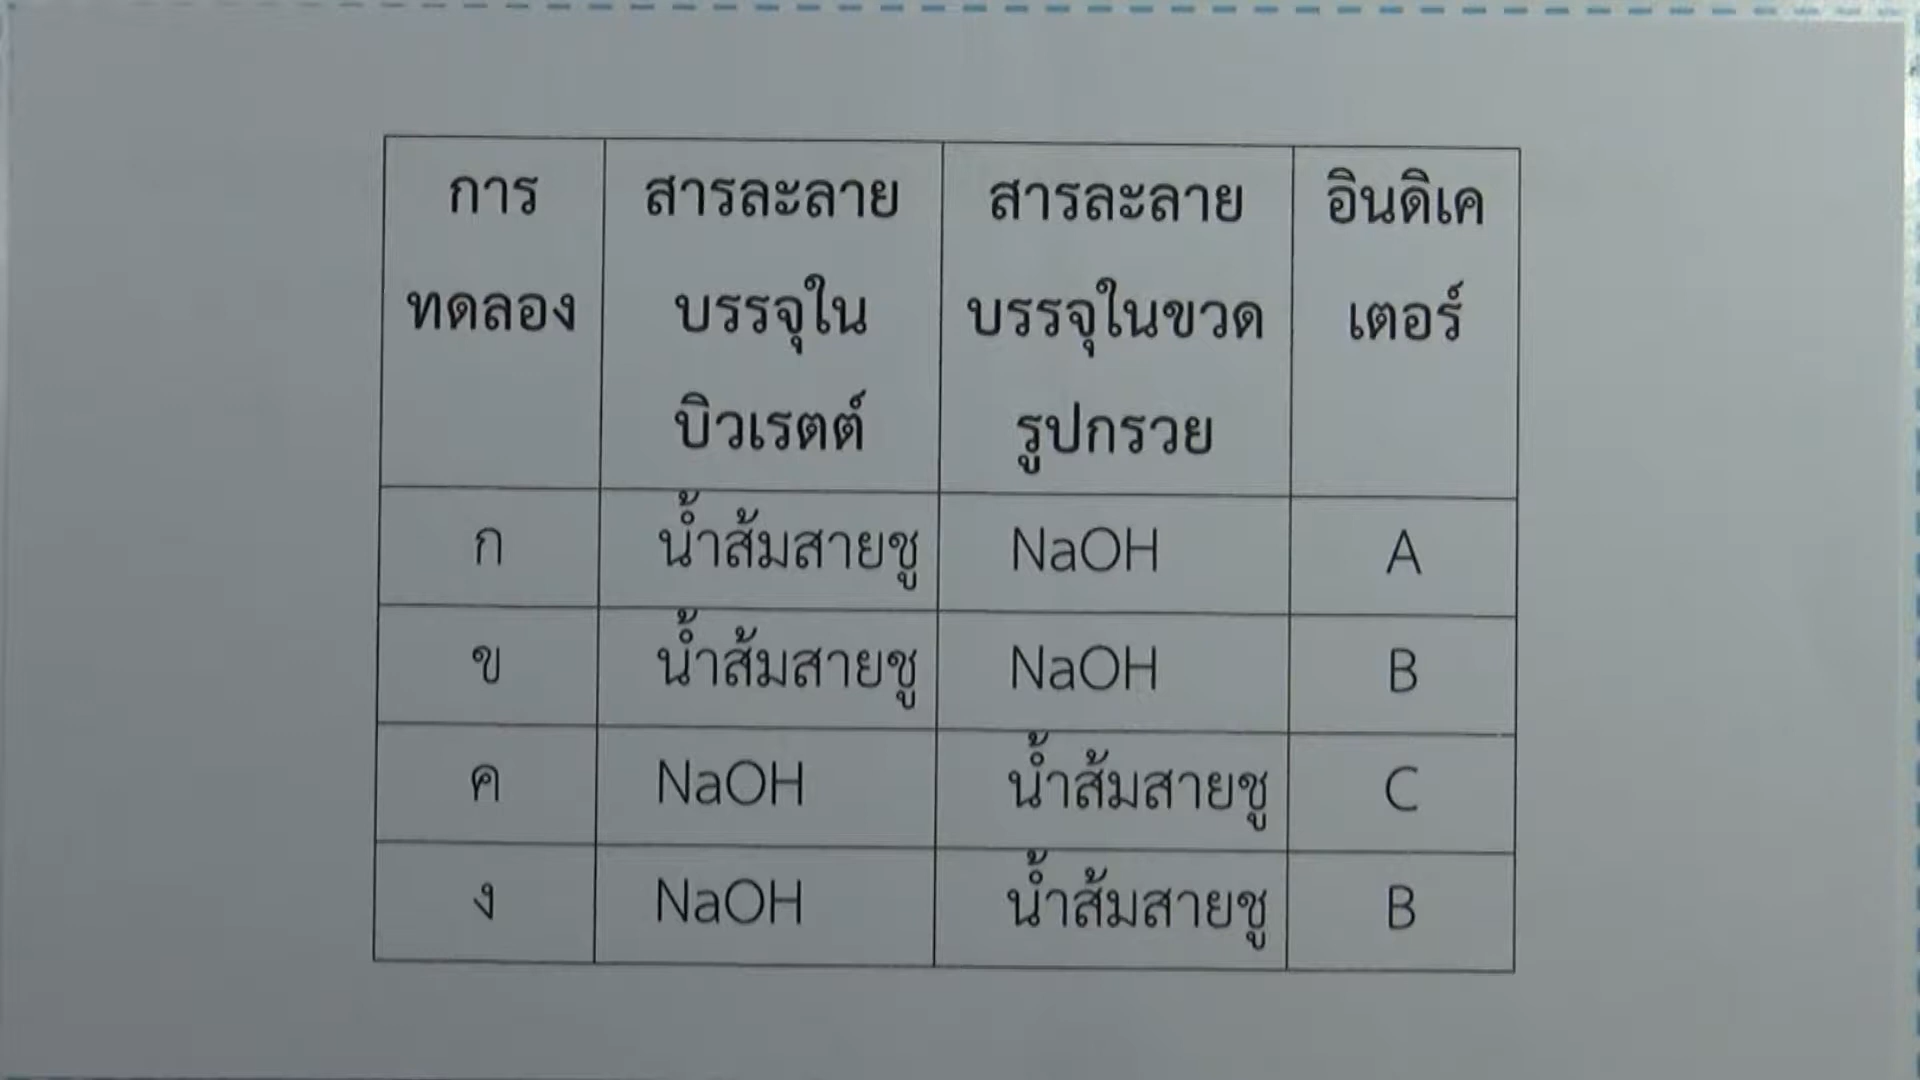 การ
ทดลอง
สารละลาย
บรรจุใน
บิวเรตต์
สารละลาย
บรรจุในขวด
รูปกรวย
อินดิเค
เตอร์
ก น้ำส้มสายชู NaOH A
ข น้ำส้มสายชู NaOH B
ค NaOH น้ำส้มสายชู C
ง NaOH น้ำส้มสายชู B